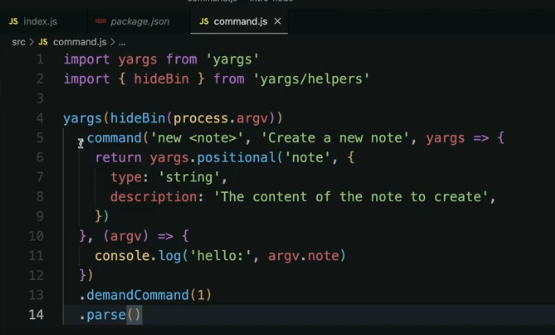 index.js
package.json
command.js
src > command.js > ...
1 import yargs from 'yargs'
2 import { hideBin } from 'yargs/helpers'
3
4 yargs(hideBin(process.argv))
5 .command('new <note>', 'Create a new note', yargs => {
6 return yargs.positional('note', {
7 type: 'string',
8 description: 'The content of the note to create',
9 })
10 }, (argv) => {
11 console.log('hello:', argv.note)
12 })
13 .demandCommand(1)
14 .parse()